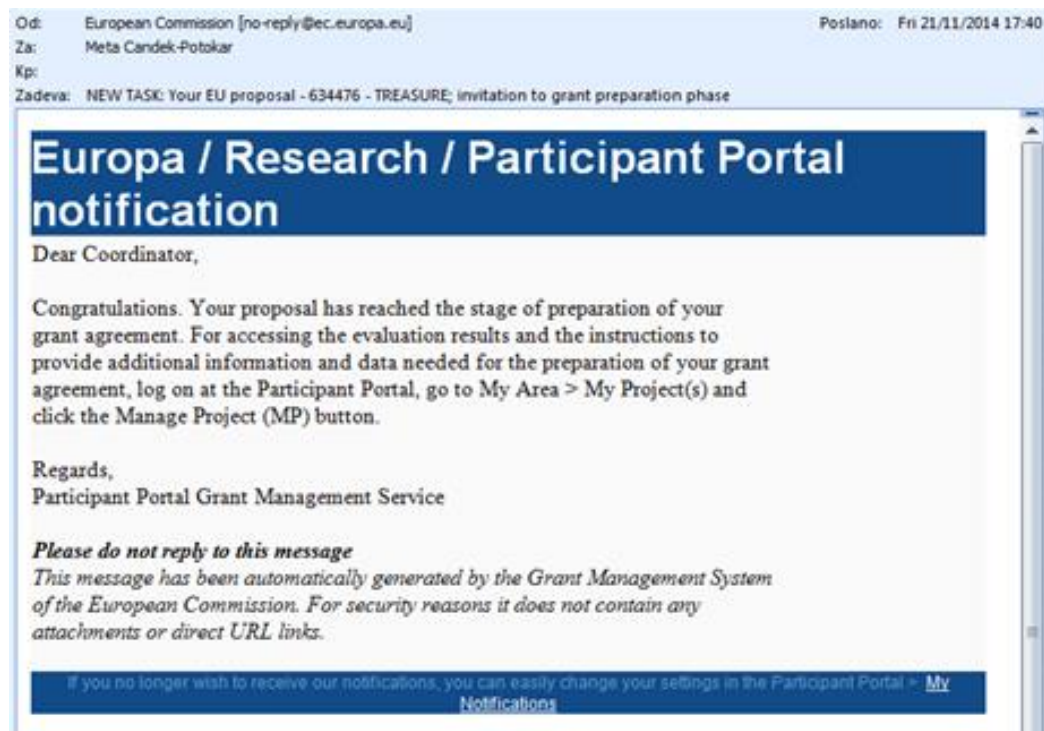 Od: European Commission [no-reply@ec.europa.eu] Poslano: Fri 21/11/2014 17:40
Za: Meta Candek-Potokar
Kp:
Zadeva: NEW TASK: Your EU proposal - 634476 - TREASURE; invitation to grant preparation phase
Europa / Research / Participant Portal
notification
Dear Coordinator,
Congratulations. Your proposal has reached the stage of preparation of your
grant agreement. For accessing the evaluation results and the instructions to
provide additional information and data needed for the preparation of your grant
agreement, log on at the Participant Portal, go to My Area > My Project(s) and
click the Manage Project (MP) button.
Regards,
Participant Portal Grant Management Service
Please do not reply to this message
This message has been automatically generated by the Grant Management System
of the European Commission. For security reasons it does not contain any
attachments or direct URL links.
If you no longer wish to receive our notifications, you can easily change your settings in the Participant Portal > My
Notifications